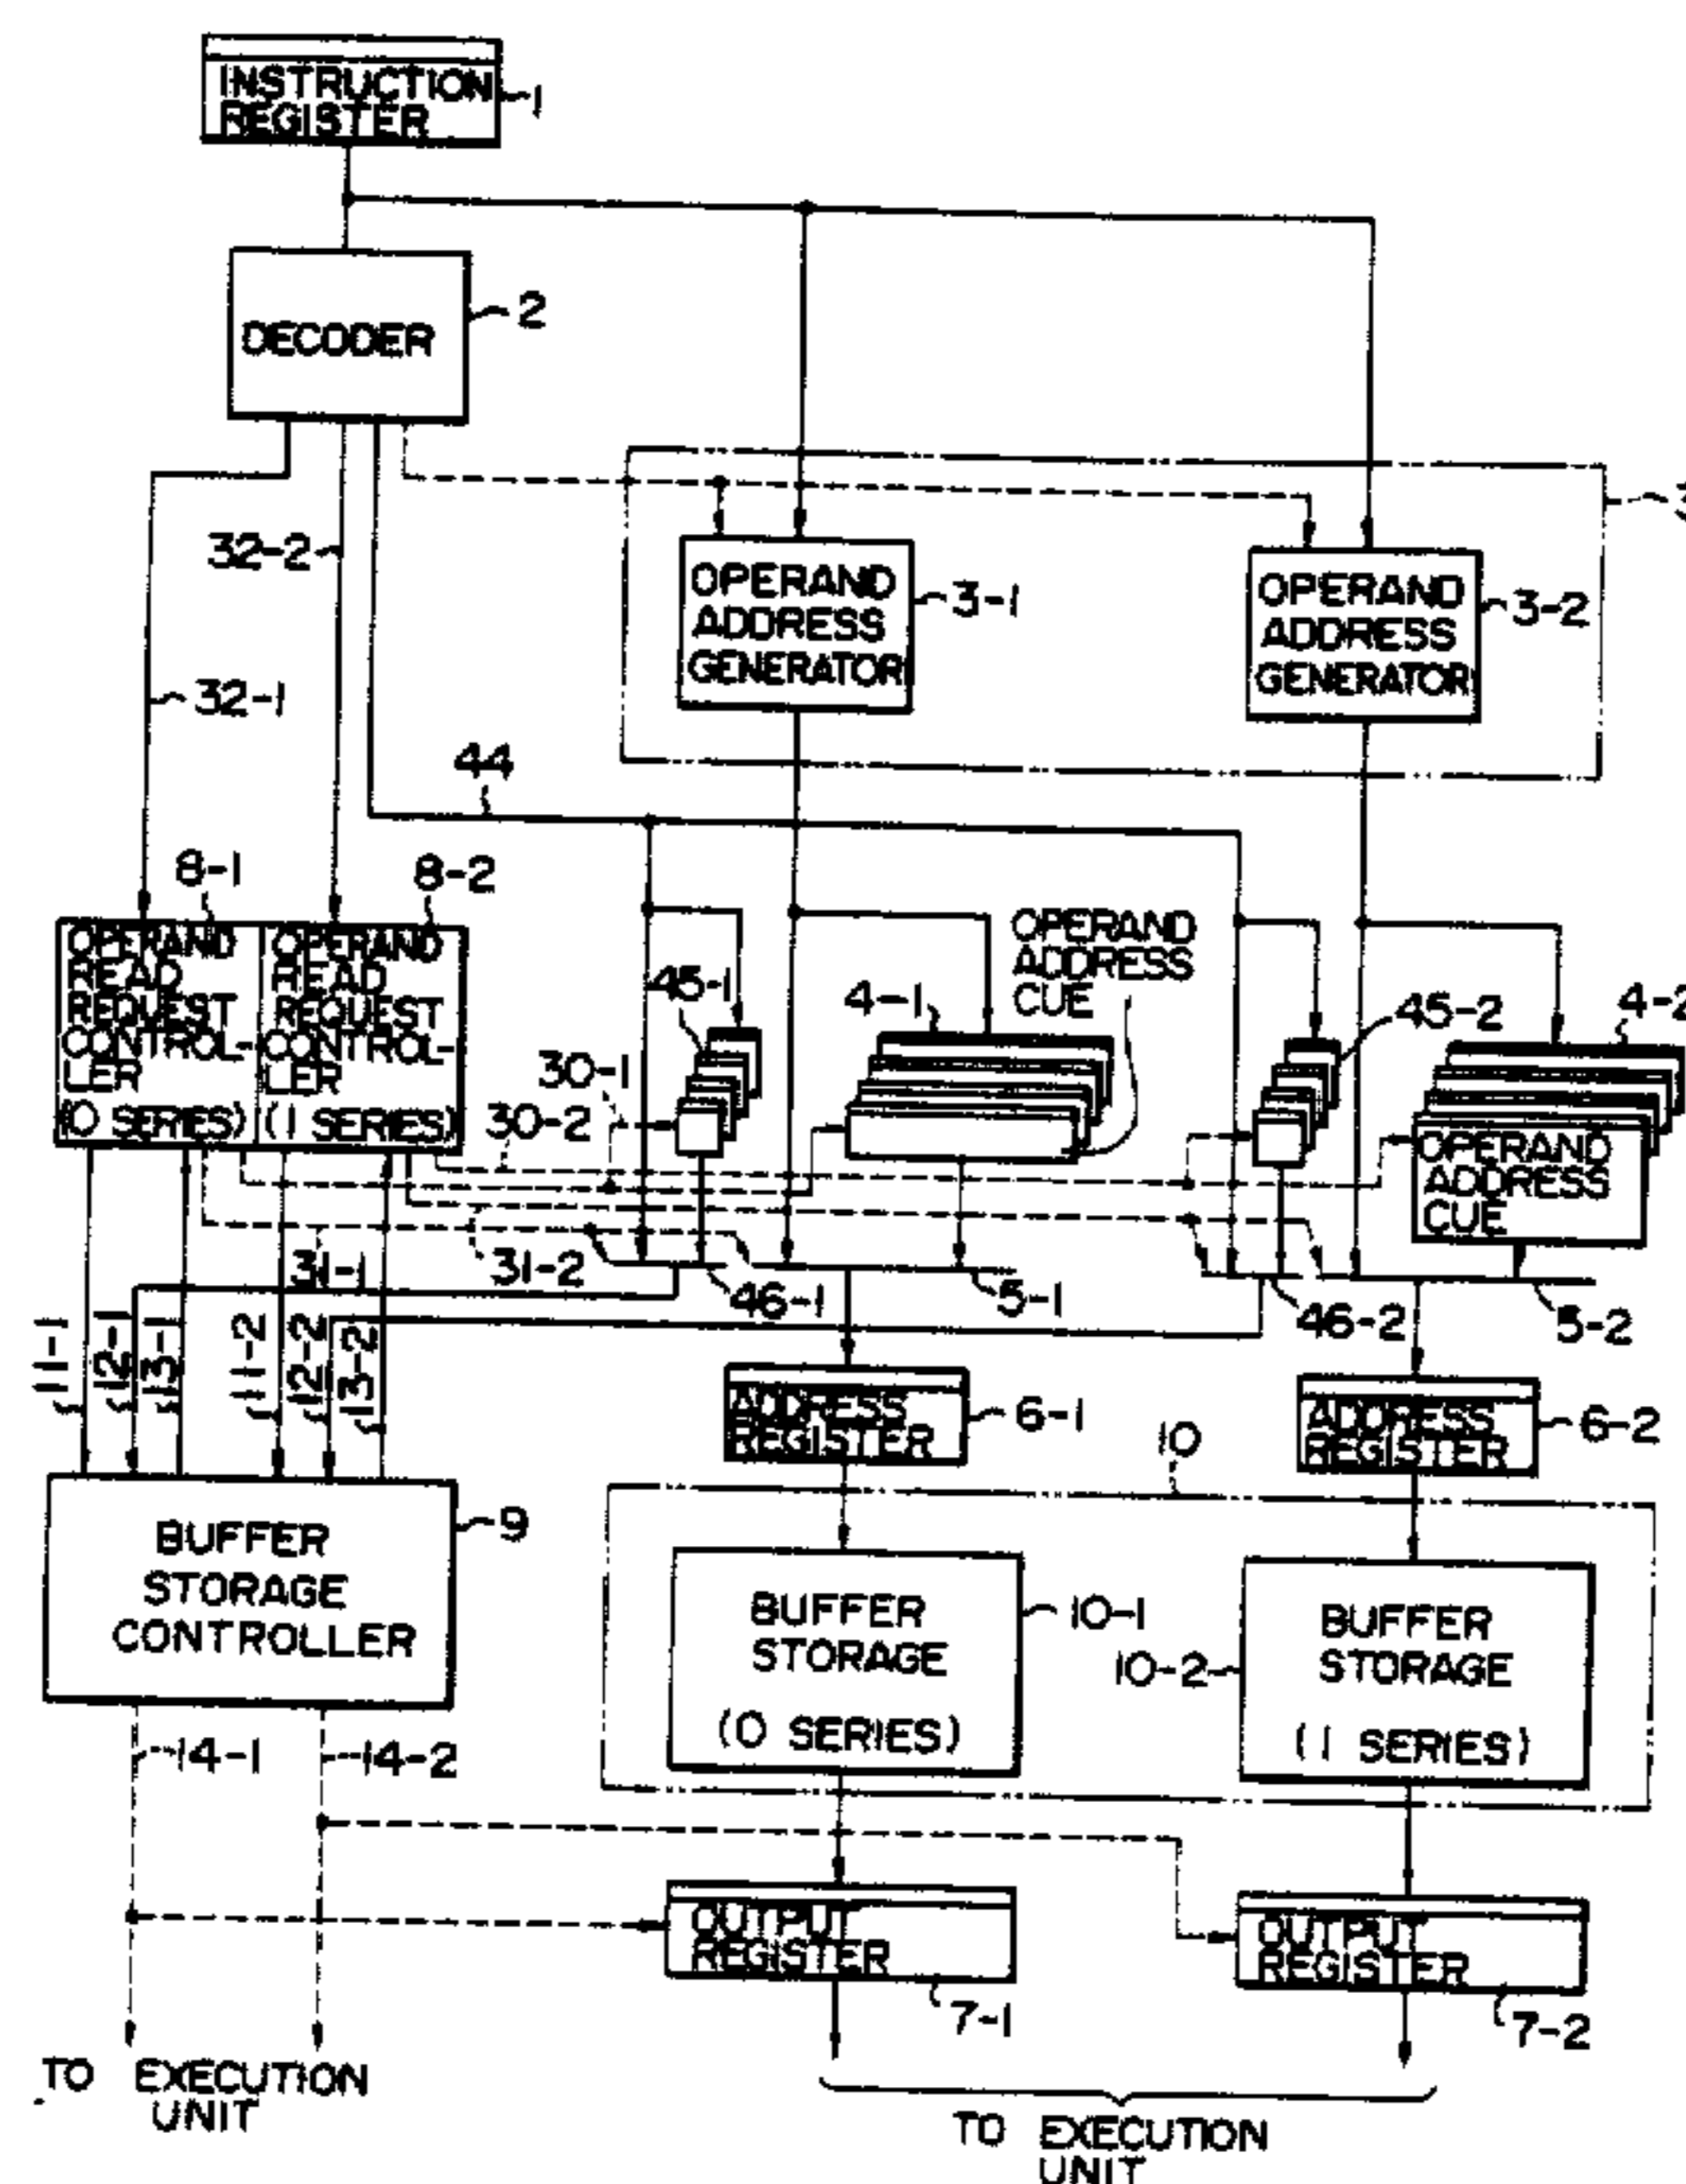 INSTRUCTION
REGISTER
1
DECODER
2
3
32-2
OPERAND
ADDRESS
GENERATOR
3-1
OPERAND
ADDRESS
GENERATOR
3-2
32-1
44
8-1
8-2
OPERAND
READ
REQUEST
CONTROL-
LER
(0 SERIES)
OPERAND
READ
REQUEST
CONTROL-
LER
(1 SERIES)
45-1
4-1
OPERAND
ADDRESS
CUE
45-2
4-2
30-1
30-2
OPERAND
ADDRESS
CUE
31-1
31-2
46-1
5-1
46-2
5-2
11-1
12-1
13-1
11-2
12-2
13-2
ADDRESS
REGISTER
6-1
ADDRESS
REGISTER
6-2
10
BUFFER
STORAGE
CONTROLLER
9
BUFFER
STORAGE
(0 SERIES)
10-1
BUFFER
STORAGE
(1 SERIES)
10-2
14-1
14-2
OUTPUT
REGISTER
7-1
OUTPUT
REGISTER
7-2
TO EXECUTION
UNIT
TO EXECUTION
UNIT